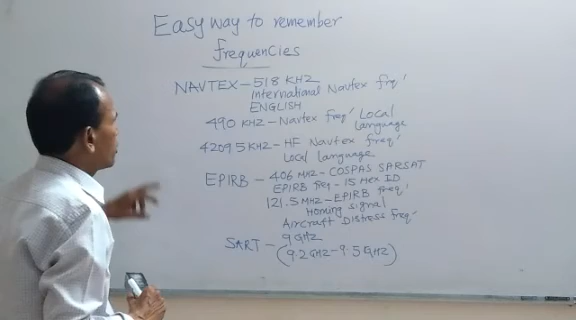 Easy way to remember
frequencies
NAVTEX - 518 KHZ
International Navtex freq'
ENGLISH
490 KHZ - Navtex freq' Local
language
4209.5 KHZ - HF Navtex freq'
Local language
EPIRB - 406 MHZ - COSPAS SARSAT
EPIRB freq - 15 Hex ID
121.5 MHZ - EPIRB freq'
Homing signal
Aircraft Distress freq'
SART - 9 GHZ
(9.2 GHZ - 9.5 GHZ)